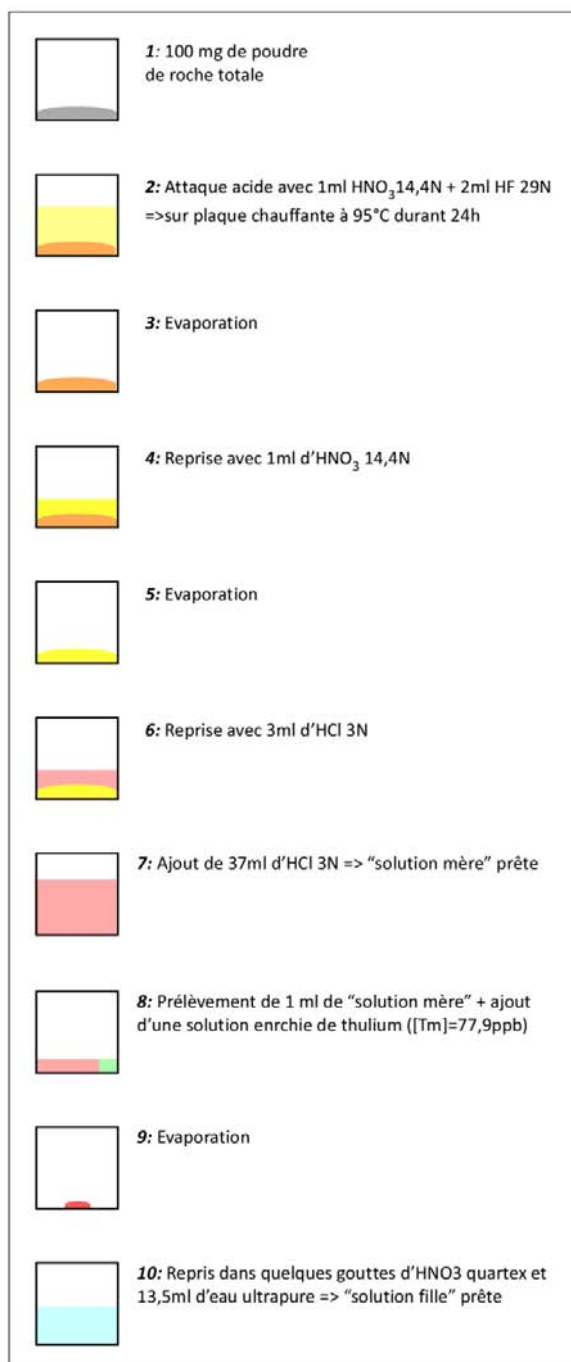 1: 100 mg de poudre
de roche totale
2: Attaque acide avec 1ml HNO3 14,4N + 2ml HF 29N
=>sur plaque chauffante à 95°C durant 24h
3: Evaporation
4: Reprise avec 1ml d'HNO3 14,4N
5: Evaporation
6: Reprise avec 3ml d'HCl 3N
7: Ajout de 37ml d'HCl 3N => “solution mère” prête
8: Prélèvement de 1 ml de “solution mère” + ajout
d'une solution enrchie de thulium ([Tm]=77,9ppb)
9: Evaporation
10: Repris dans quelques gouttes d'HNO3 quartex et
13,5ml d'eau ultrapure => “solution fille” prête